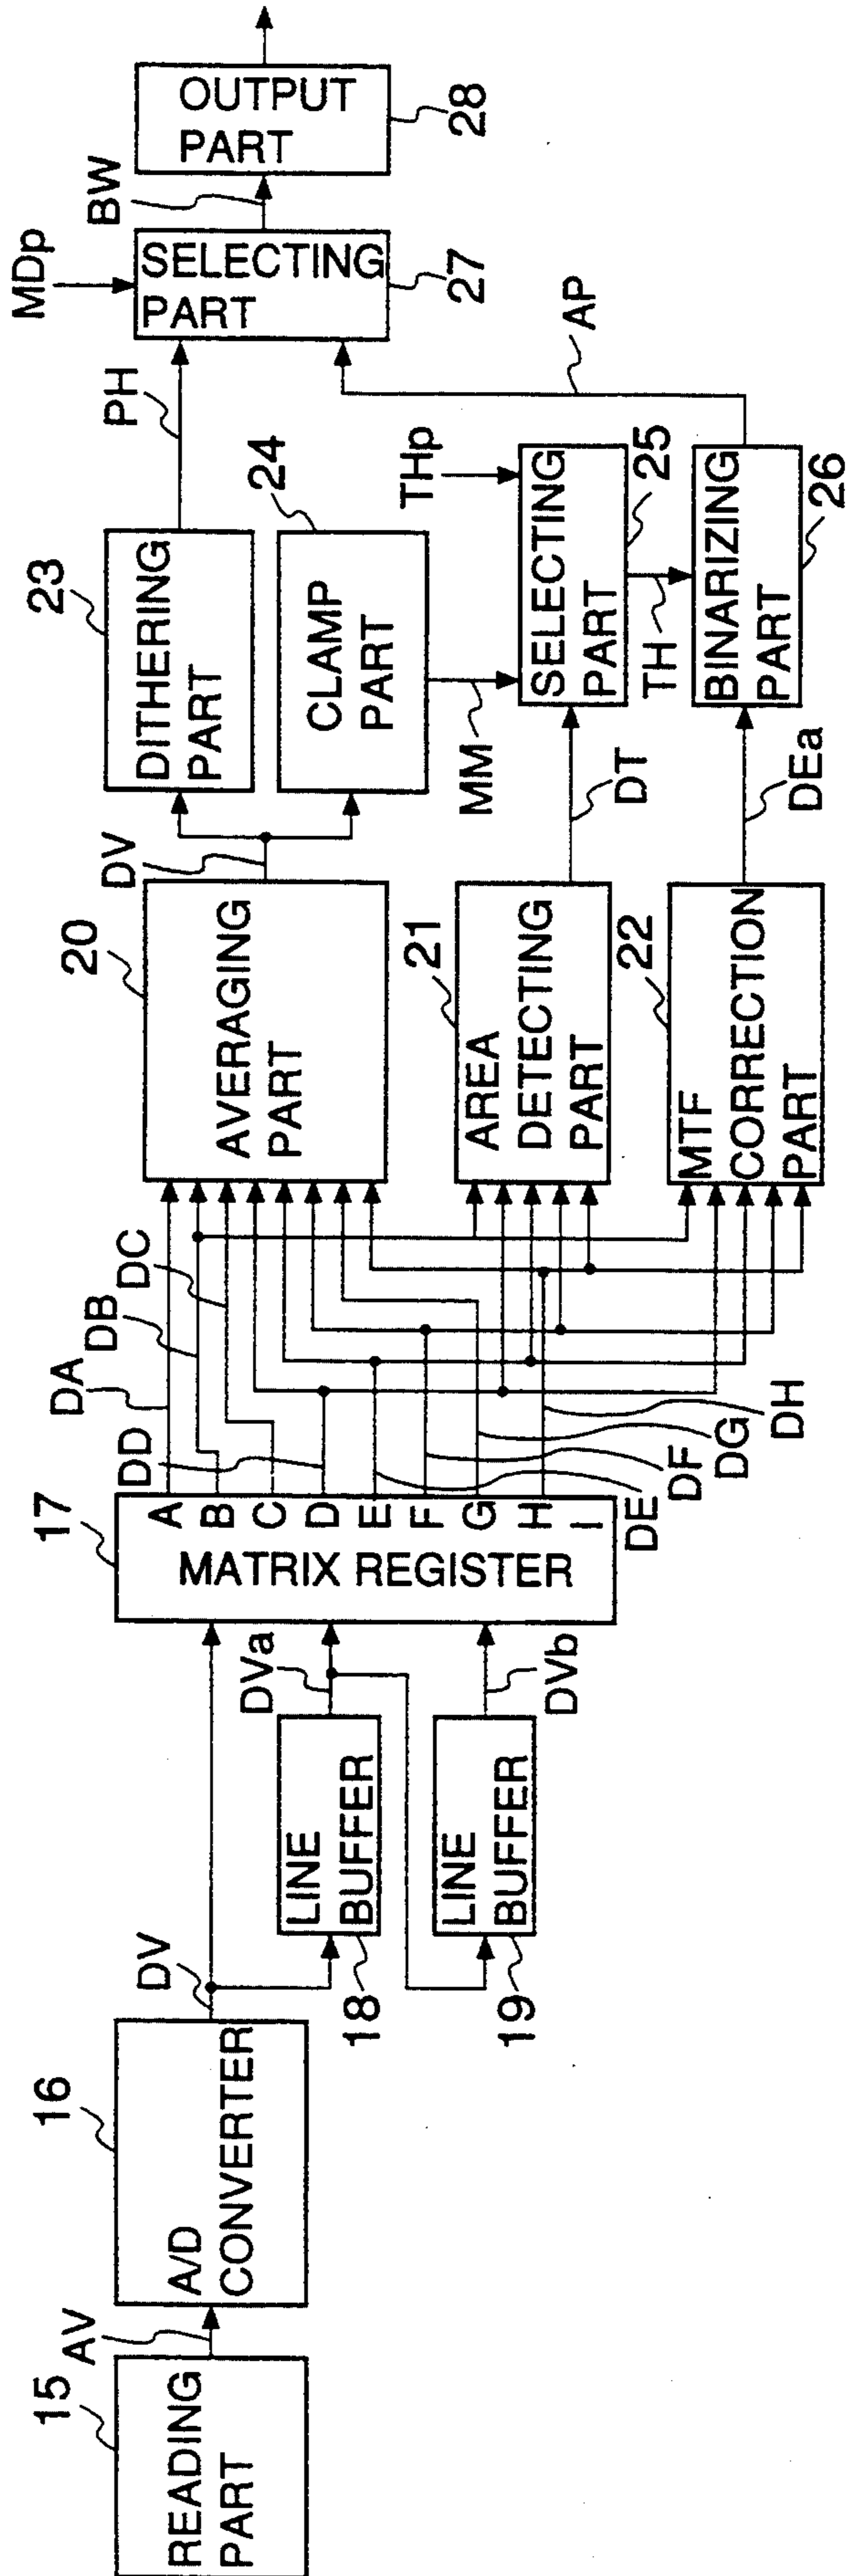 15
READING
PART
AV
16
A/D
CONVERTER
DV
18
LINE
BUFFER
DVa
19
LINE
BUFFER
DVb
17
MATRIX REGISTER
A
B
C
D
E
F
G
H
I
DA
DB
DC
DD
DE
DF
DG
DH
20
AVERAGING
PART
DV
21
AREA
DETECTING
PART
DT
22
MTF
CORRECTION
PART
DEa
23
DITHERING
PART
PH
24
CLAMP
PART
MM
THp
SELECTING
PART
25
TH
BINARIZING
PART
26
AP
MDp
SELECTING
PART
27
BW
OUTPUT
PART
28